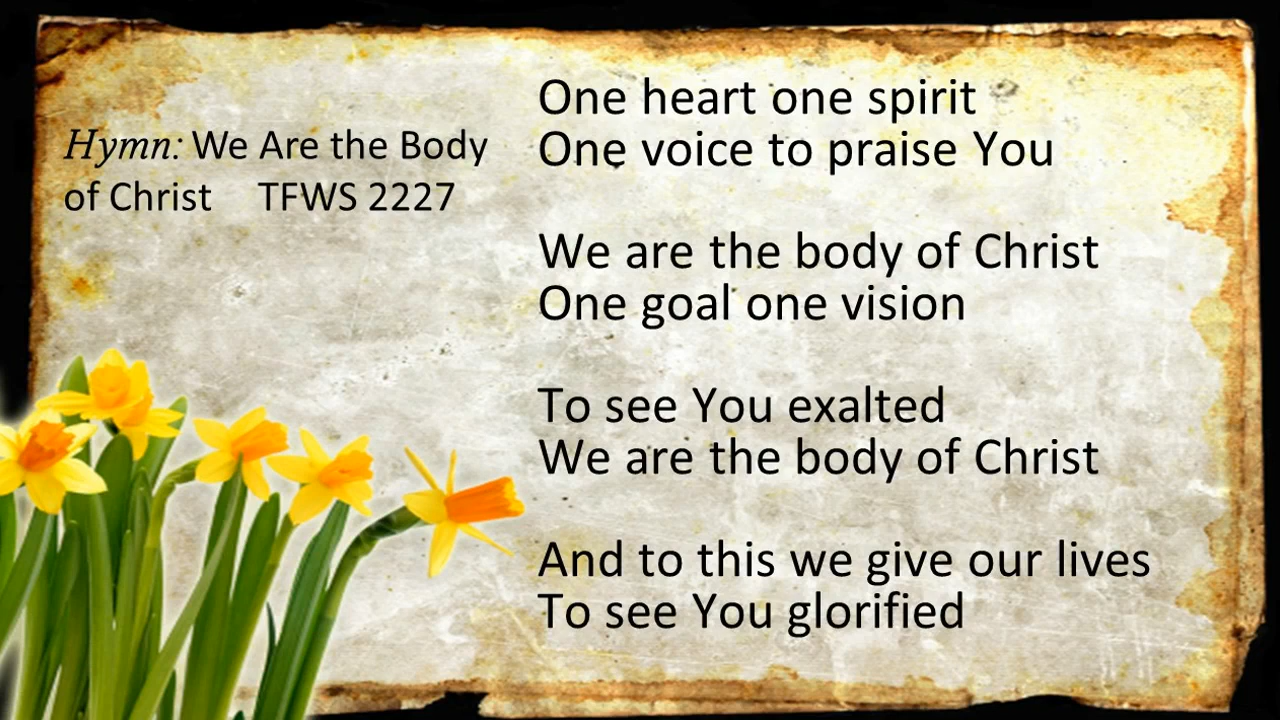 Hymn: We Are the Body
of Christ TFWS 2227
One heart one spirit
One voice to praise You
We are the body of Christ
One goal one vision
To see You exalted
We are the body of Christ
And to this we give our lives
To see You glorified